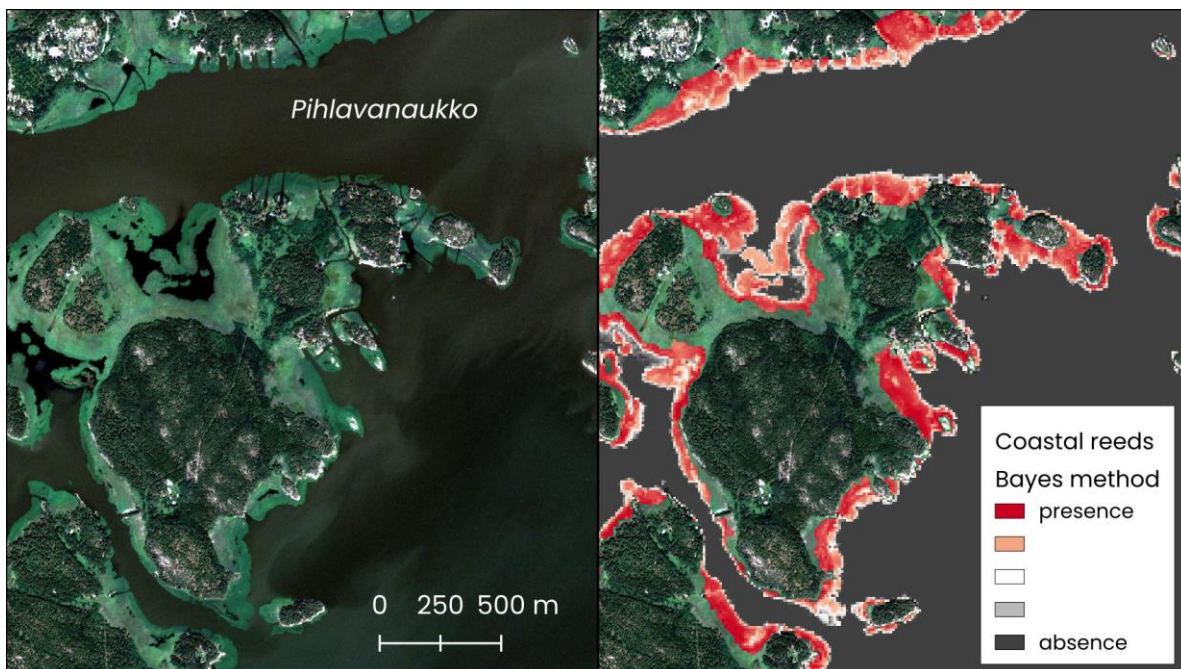 Pihlavanaukko
0 250 500 m
Coastal reeds
Bayes method
presence
absence